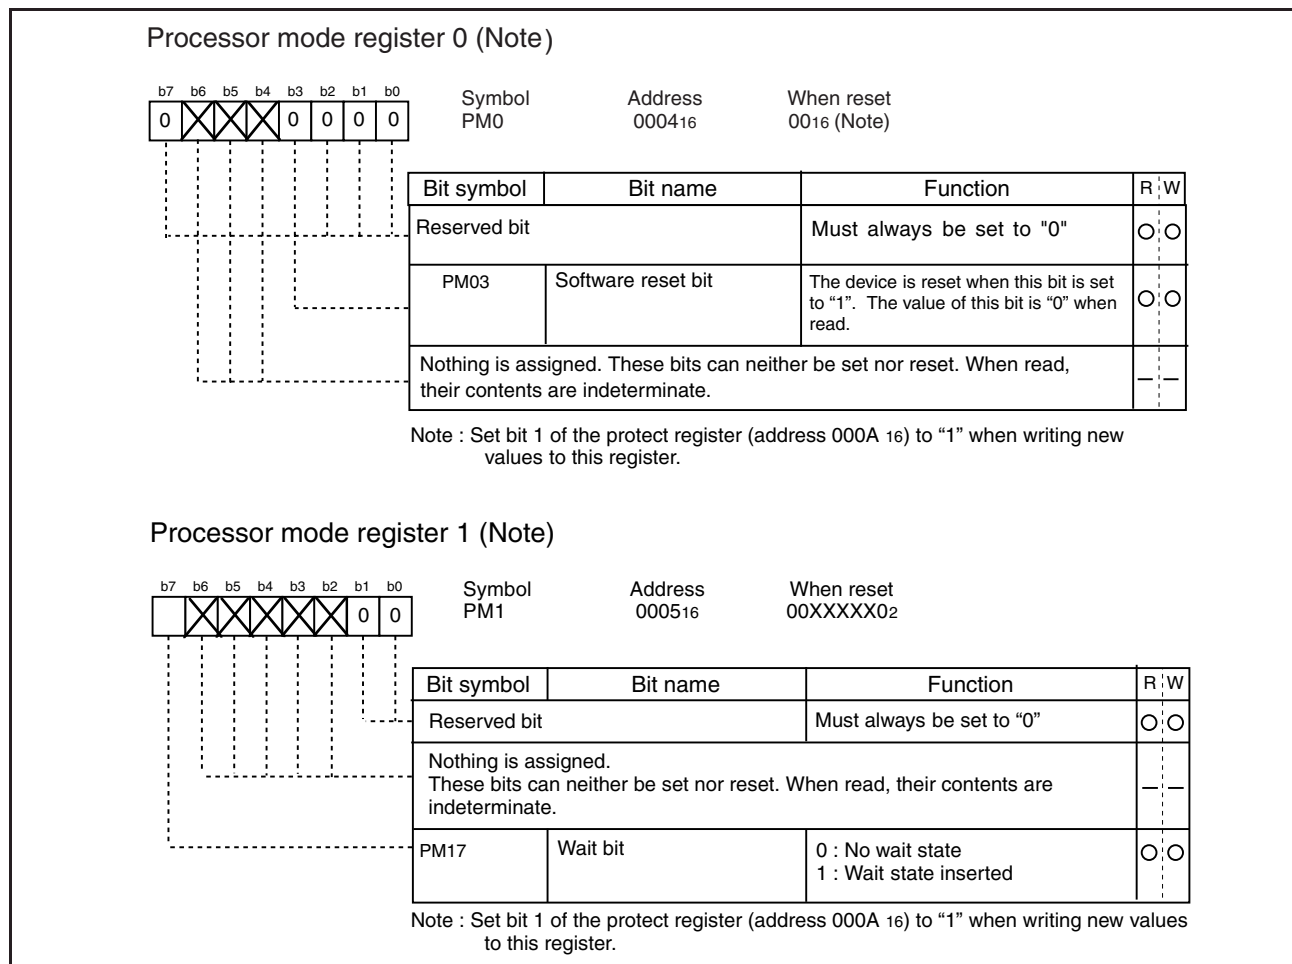 Processor mode register 0 (Note)
b7 b6 b5 b4 b3 b2 b1 b0
Symbol Address When reset
0 0 0 0 0 PM0 000416 0016 (Note)
Bit symbol Bit name Function R W
Reserved bit Must always be set to "0"
PM03 Software reset bit The device is reset when this bit is set
to “1”. The value of this bit is “0” when
read.
Nothing is assigned. These bits can neither be set nor reset. When read,
their contents are indeterminate.
Note : Set bit 1 of the protect register (address 000A 16) to “1” when writing new
values to this register.
Processor mode register 1 (Note)
b7 b6 b5 b4 b3 b2 b1 b0
Symbol Address When reset
0 0 PM1 000516 00XXXXX02
Bit symbol Bit name Function R W
Reserved bit Must always be set to “0”
Nothing is assigned.
These bits can neither be set nor reset. When read, their contents are
indeterminate.
PM17 Wait bit 0 : No wait state
1 : Wait state inserted
Note : Set bit 1 of the protect register (address 000A 16) to “1” when writing new values
to this register.